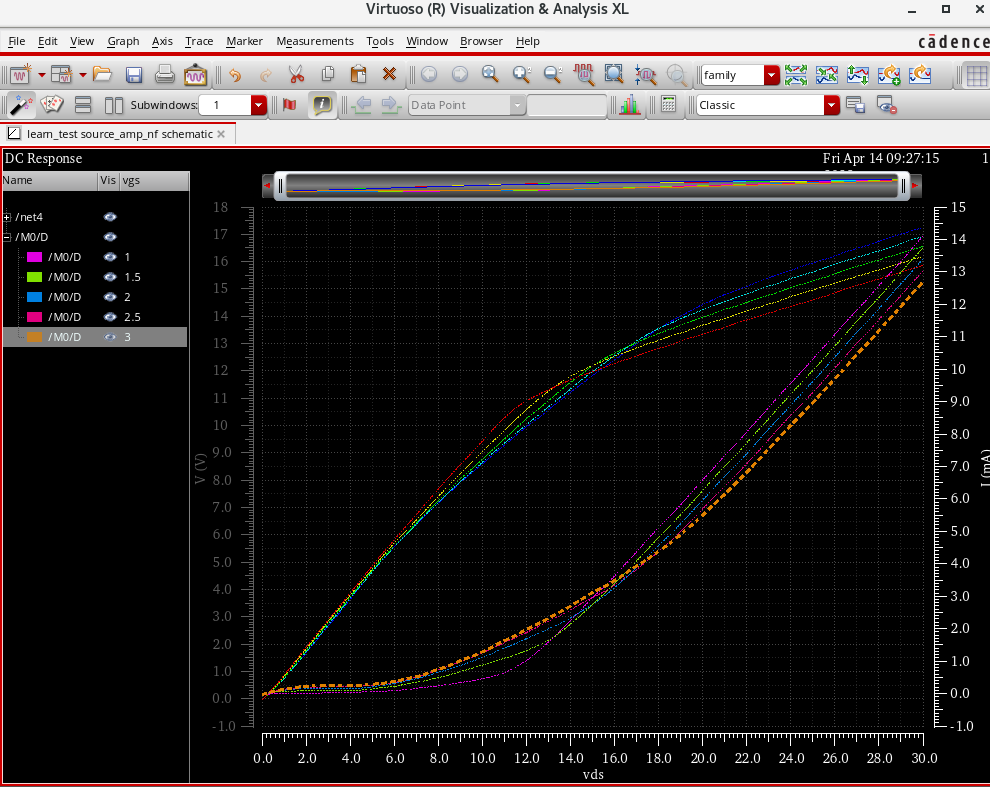 Virtuoso (R) Visualization & Analysis XL
File Edit View Graph Axis Trace Marker Measurements Tools Window Browser Help
cādence
family
Subwindows: 1
Data Point
Classic
learn_test source_amp_nf schematic
DC Response
Fri Apr 14 09:27:15
1
Name Vis vgs
/net4
/M0/D
/M0/D 1
/M0/D 1.5
/M0/D 2
/M0/D 2.5
/M0/D 3
18
17
16
15
14
13
12
11
10
9.0
8.0
7.0
6.0
5.0
4.0
3.0
2.0
1.0
0.0
-1.0
V (V)
15
14
13
12
11
10
9.0
8.0
7.0
6.0
5.0
4.0
3.0
2.0
1.0
0.0
-1.0
I (mA)
0.0 2.0 4.0 6.0 8.0 10.0 12.0 14.0 16.0 18.0 20.0 22.0 24.0 26.0 28.0 30.0
vds